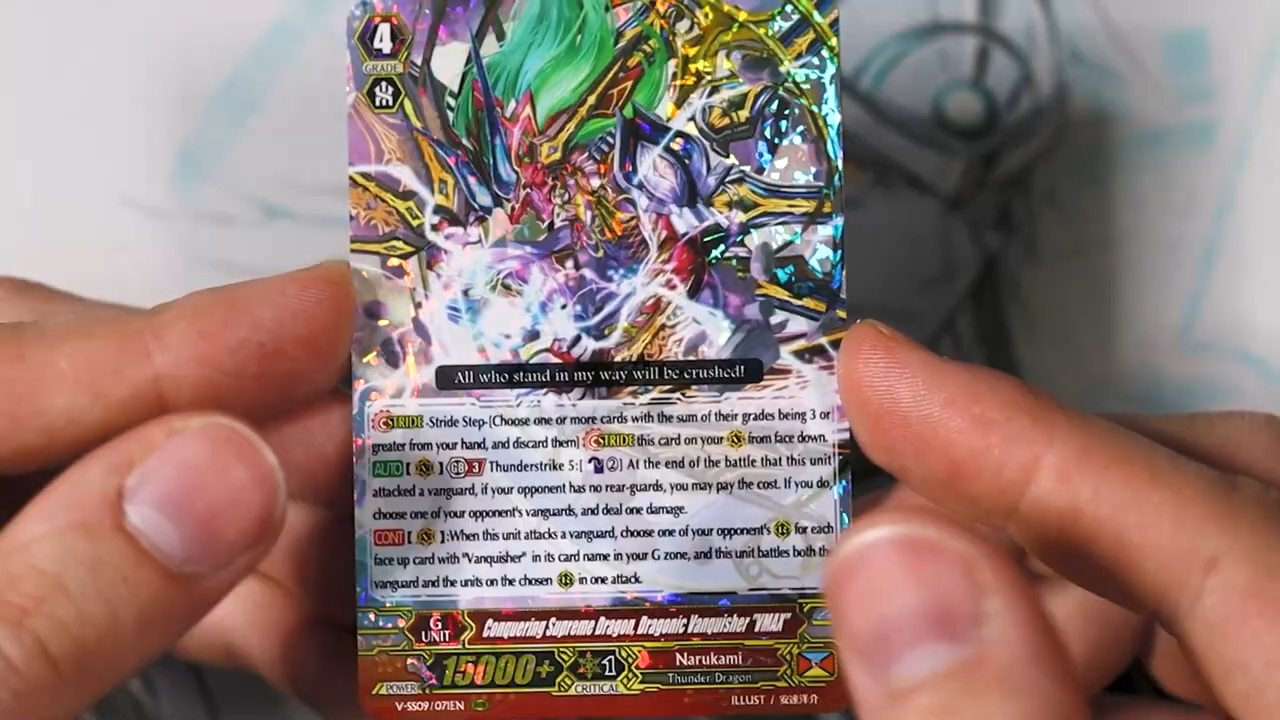 4
GRADE
All who stand in my way will be crushed!
STRIDE -Stride Step-[Choose one or more cards with the sum of their grades being 3 or
greater from your hand, and discard them] STRIDE this card on your from face down.
AUTO【 】GB 3 Thunderstrike 5:[ ②] At the end of the battle that this unit
attacked a vanguard, if your opponent has no rear-guards, you may pay the cost. If you do,
choose one of your opponent's vanguards, and deal one damage.
CONT【 】:When this unit attacks a vanguard, choose one of your opponent's for each
face up card with "Vanquisher" in its card name in your G zone, and this unit battles both the
vanguard and the units on the chosen in one attack.
G
UNIT
Conquering Supreme Dragon, Dragonic Vanquisher "VMAX"
POWER 15000+
1
CRITICAL
Narukami
Thunder Dragon
V-SS09/071EN RRR
ILLUST / 安達洋介